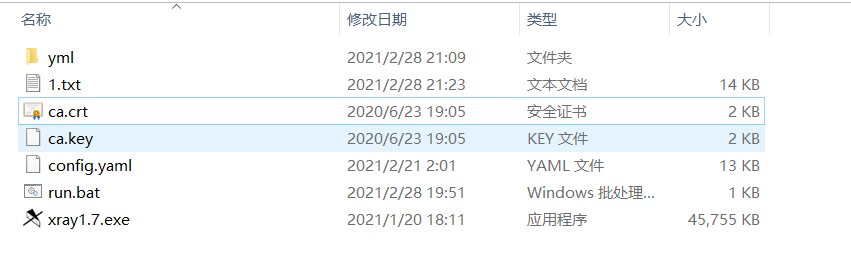 名称 修改日期 类型 大小
yml 2021/2/28 21:09 文件夹
1.txt 2021/2/28 21:23 文本文档 14 KB
ca.crt 2020/6/23 19:05 安全证书 2 KB
ca.key 2020/6/23 19:05 KEY 文件 2 KB
config.yaml 2021/2/21 2:01 YAML 文件 13 KB
run.bat 2021/2/28 19:51 Windows 批处理... 1 KB
xray1.7.exe 2021/1/20 18:11 应用程序 45,755 KB